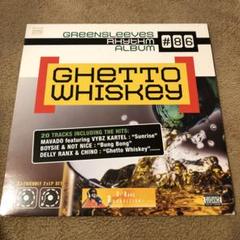 GREENSLEEVES
RHYTHM
ALBUM
#86
GHETTO
WHISKEY
20 TRACKS INCLUDING THE HITS:
MAVADO featuring VYBZ KARTEL: "Sunrise"
BOYSIE & NOT NICE : "Bung Bong"
DELLY RANX & CHINO : "Ghetto Whiskey"......